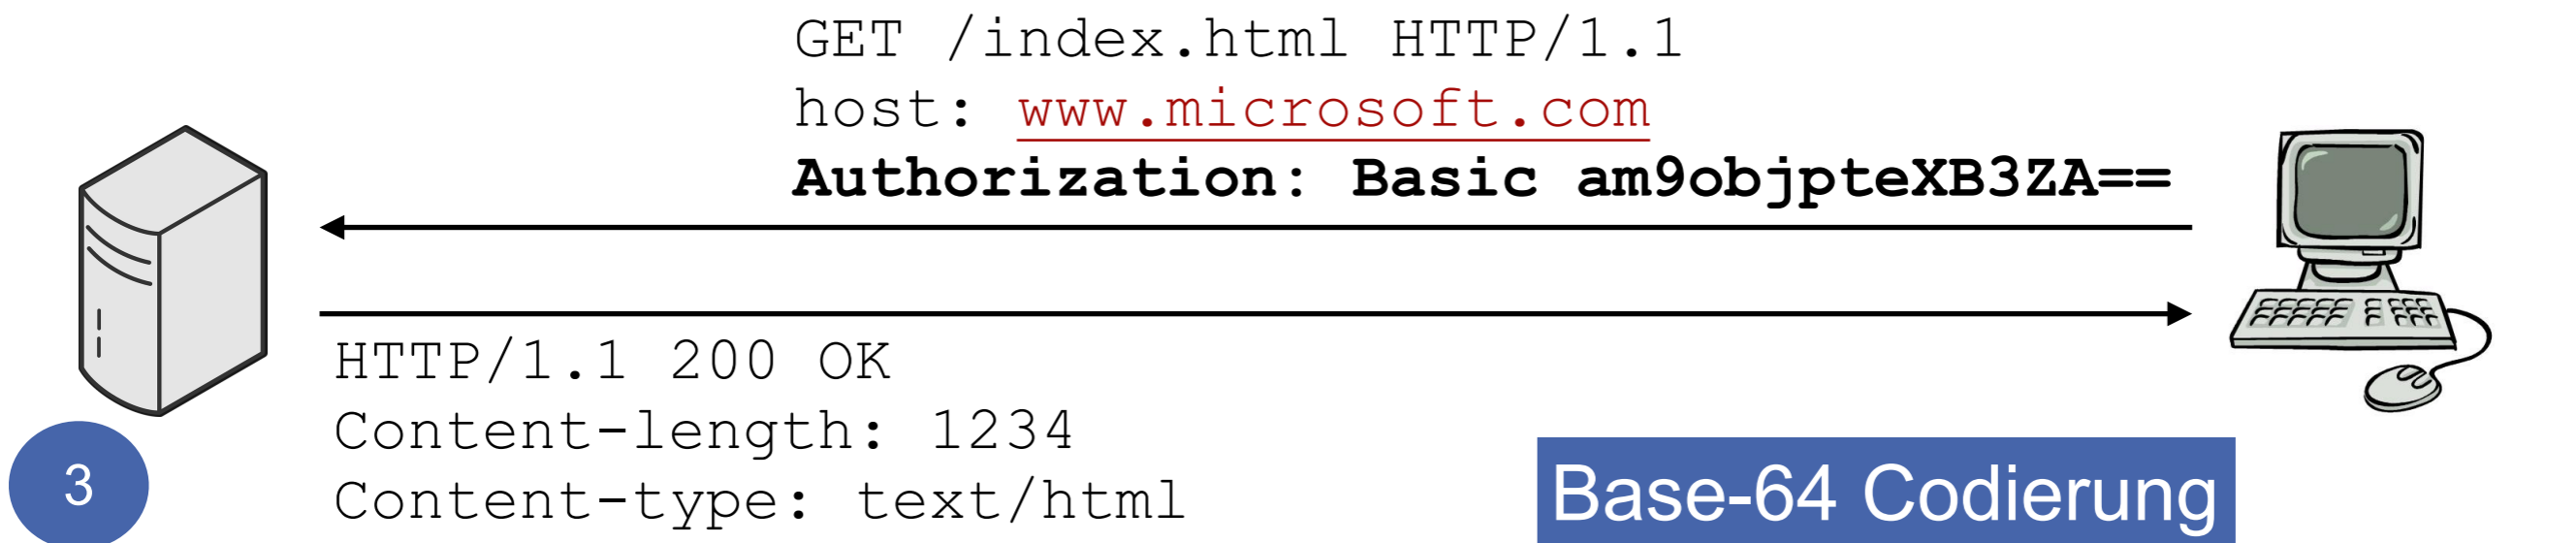 GET /index.html HTTP/1.1
host: www.microsoft.com
Authorization: Basic am9objpteXB3ZA==
HTTP/1.1 200 OK
Content-length: 1234
Content-type: text/html
3
Base-64 Codierung